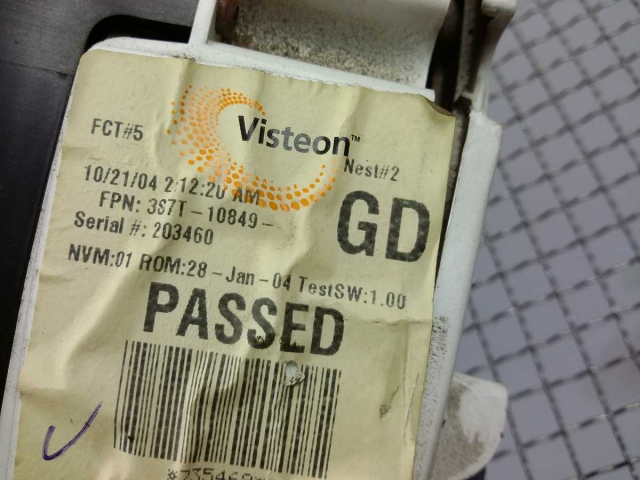 FCT#5
Visteon™
Nest#2
10/21/04 2:12:20 AM
FPN: 3S7T-10849-
GD
Serial #: 203460
NVM:01 ROM:28-Jan-04 TestSW:1.00
PASSED